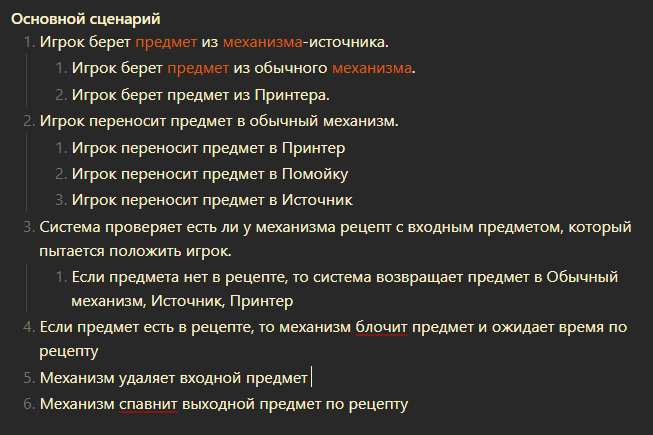 Основной сценарий
1. Игрок берет предмет из механизма-источника.
1. Игрок берет предмет из обычного механизма.
2. Игрок берет предмет из Принтера.
2. Игрок переносит предмет в обычный механизм.
1. Игрок переносит предмет в Принтер
2. Игрок переносит предмет в Помойку
3. Игрок переносит предмет в Источник
3. Система проверяет есть ли у механизма рецепт с входным предметом, который
пытается положить игрок.
1. Если предмета нет в рецепте, то система возвращает предмет в Обычный
механизм, Источник, Принтер
4. Если предмет есть в рецепте, то механизм блочит предмет и ожидает время по
рецепту
5. Механизм удаляет входной предмет
6. Механизм спавнит выходной предмет по рецепту